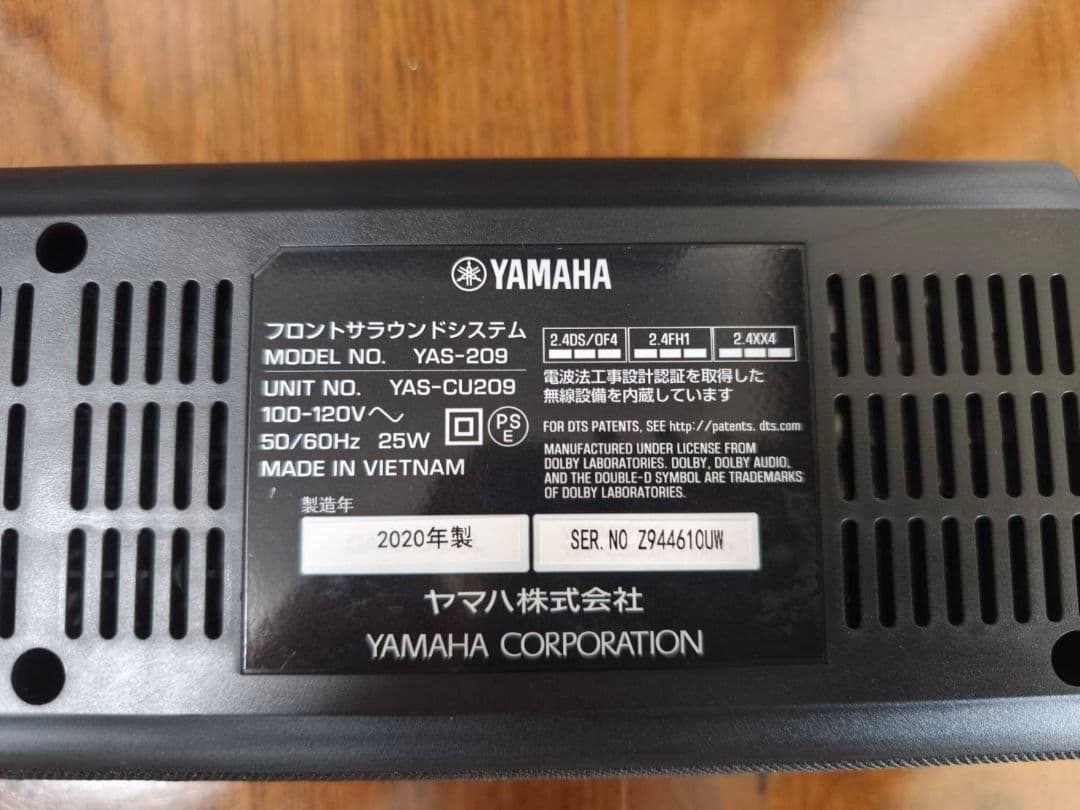 YAMAHA
フロントサラウンドシステム
MODEL NO. YAS-209
UNIT NO. YAS-CU209
100-120V～
50/60Hz 25W
PS
E
MADE IN VIETNAM
2.4DS/OF4
2.4FH1
2.4XX4
電波法工事設計認証を取得した
無線設備を内蔵しています
FOR DTS PATENTS, SEE http://patents. dts.com
MANUFACTURED UNDER LICENSE FROM
DOLBY LABORATORIES. DOLBY, DOLBY AUDIO,
AND THE DOUBLE-D SYMBOL ARE TRADEMARKS
OF DOLBY LABORATORIES.
製造年
2020年製
SER. NO Z944610UW
ヤマハ株式会社
YAMAHA CORPORATION